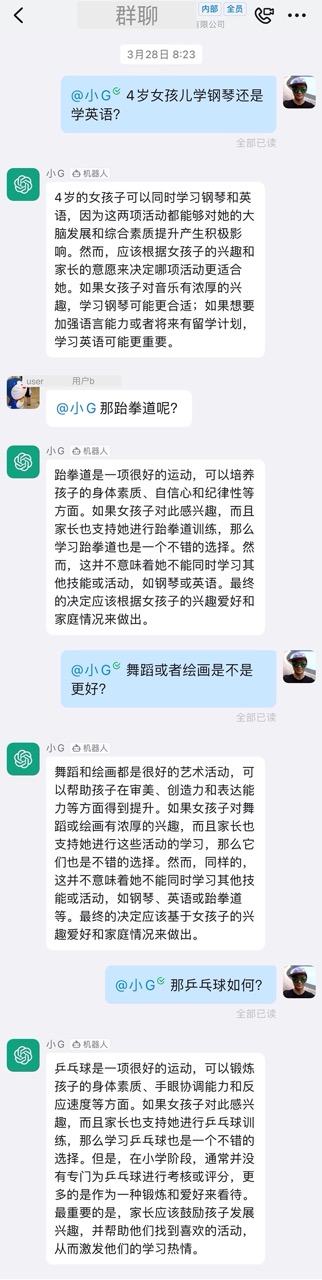 群聊
内部 全员
有限公司
3月28日 8:23
@小G 4岁女孩儿学钢琴还是
学英语?
全部已读
小G 机器人
4岁的女孩子可以同时学习钢琴和英
语，因为这两项活动都能够对她的大
脑发展和综合素质提升产生积极影
响。然而，应该根据女孩子的兴趣和
家长的意愿来决定哪项活动更适合
她。如果女孩子对音乐有浓厚的兴
趣，学习钢琴可能更合适；如果想要
加强语言能力或者将来有留学计划，
学习英语可能更重要。
user 用户b
@小G 那跆拳道呢?
小G 机器人
跆拳道是一项很好的运动，可以培养
孩子的身体素质、自信心和纪律性等
方面。如果女孩子对此感兴趣，而且
家长也支持她进行跆拳道训练，那么
学习跆拳道也是一个不错的选择。然
而，这并不意味着她不能同时学习其
他技能或活动，如钢琴或英语。最终
的决定应该根据女孩子的兴趣爱好和
家庭情况来做出。
@小G 舞蹈或者绘画是不是
更好?
全部已读
小G 机器人
舞蹈和绘画都是很好的艺术活动，可
以帮助孩子在审美、创造力和表达能
力等方面得到提升。如果女孩子对舞
蹈或绘画有浓厚的兴趣，而且家长也
支持她进行这些活动的学习，那么它
们也是不错的选择。然而，同样的，
这并不意味着她不能同时学习其他技
能或活动，如钢琴、英语或跆拳道
等。最终的决定应该基于女孩子的兴
趣爱好和家庭情况来做出。
@小G 那乒乓球如何?
全部已读
小G 机器人
乒乓球是一项很好的运动，可以锻炼
孩子的身体素质、手眼协调能力和反
应速度等方面。如果女孩子对此感兴
趣，而且家长也支持她进行乒乓球训
练，那么学习乒乓球也是一个不错的
选择。但是，在小学阶段，通常并没
有专门为乒乓球进行考核或评分，更
多的是作为一种锻炼和爱好来看待。
最重要的是，家长应该鼓励孩子发展
兴趣，并帮助他们找到喜欢的活动，
从而激发他们的学习热情。